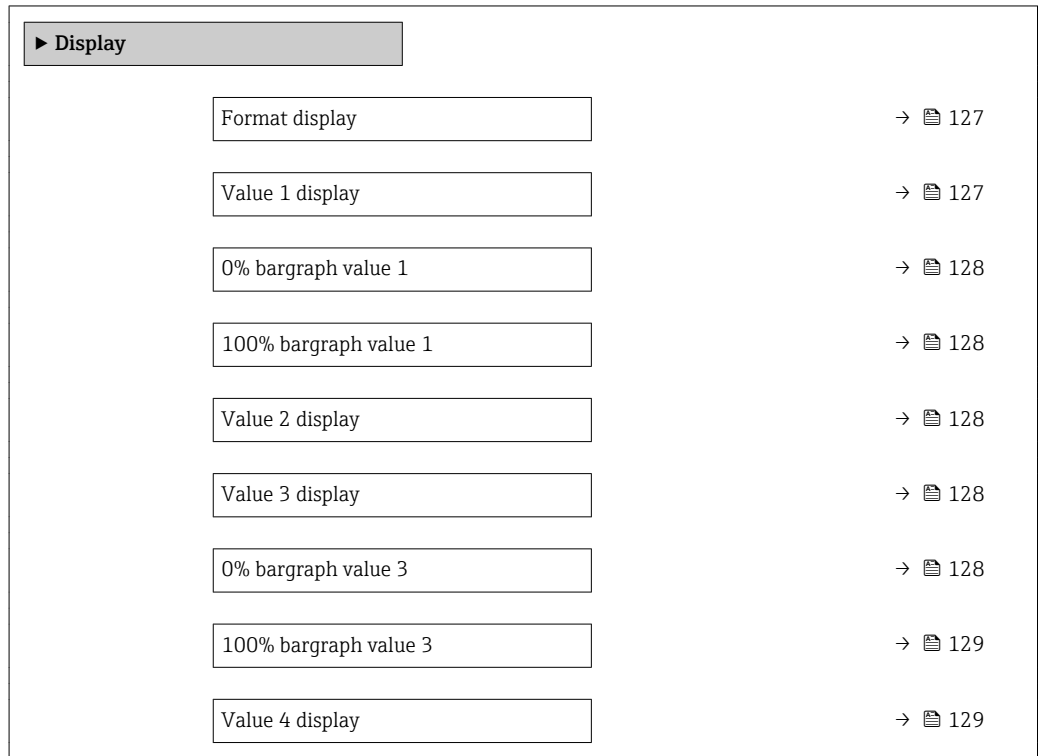 ▶ Display
Format display → 127
Value 1 display → 127
0% bargraph value 1 → 128
100% bargraph value 1 → 128
Value 2 display → 128
Value 3 display → 128
0% bargraph value 3 → 128
100% bargraph value 3 → 129
Value 4 display → 129